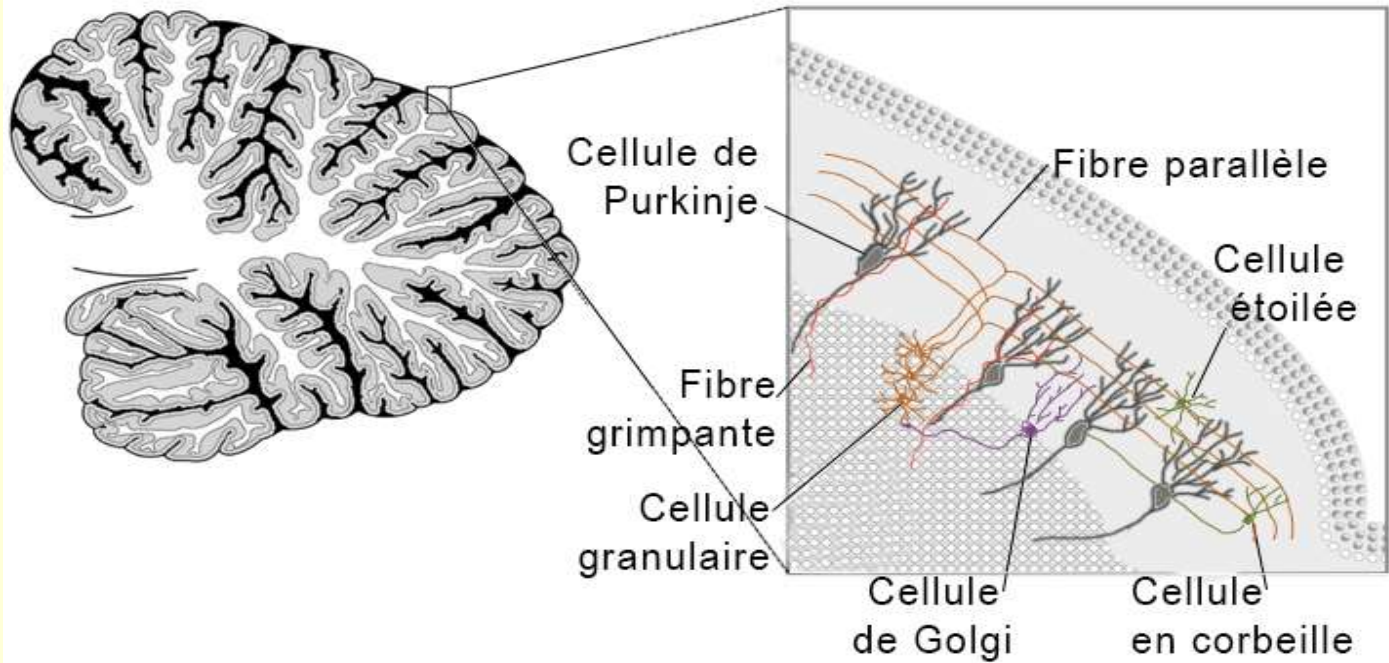 Cellule de
Purkinje
Fibre parallèle
Cellule
étoilée
Fibre
grimpante
Cellule
granulaire
Cellule
de Golgi
Cellule
en corbeille